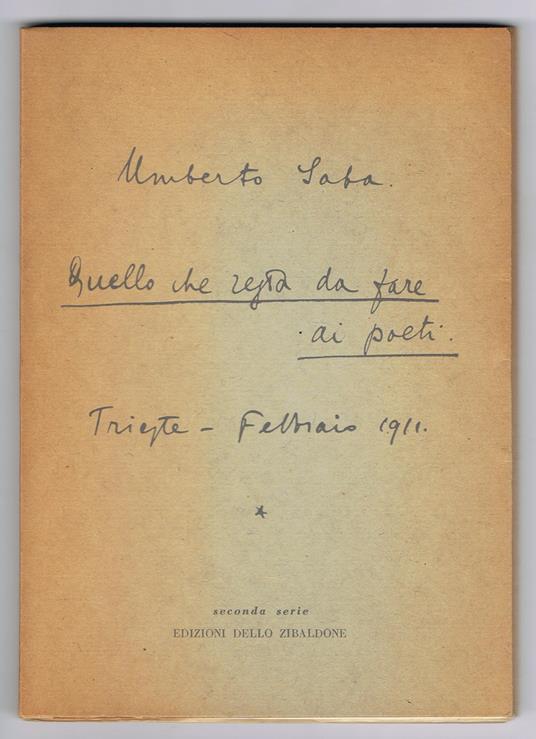 Umberto Saba.
Quello che resta da fare
ai poeti.
Trieste - Febbraio 1911.
*
seconda serie
EDIZIONI DELLO ZIBALDONE